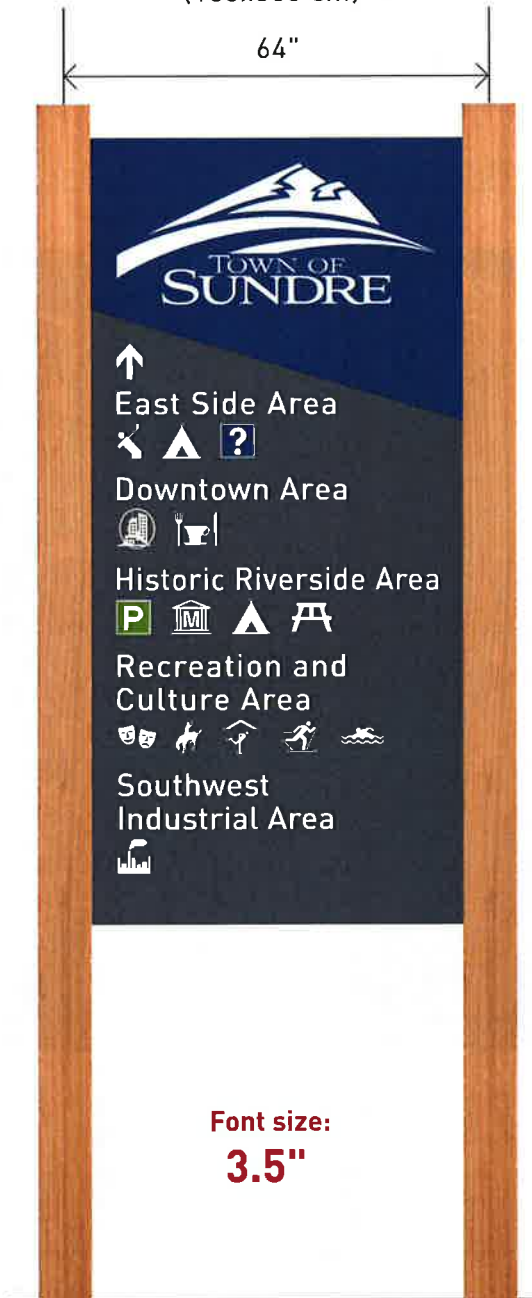 64"
TOWN OF
SUNDRE
East Side Area
?
Downtown Area
Historic Riverside Area
P M
Recreation and
Culture Area
Southwest
Industrial Area
Font size:
3.5"